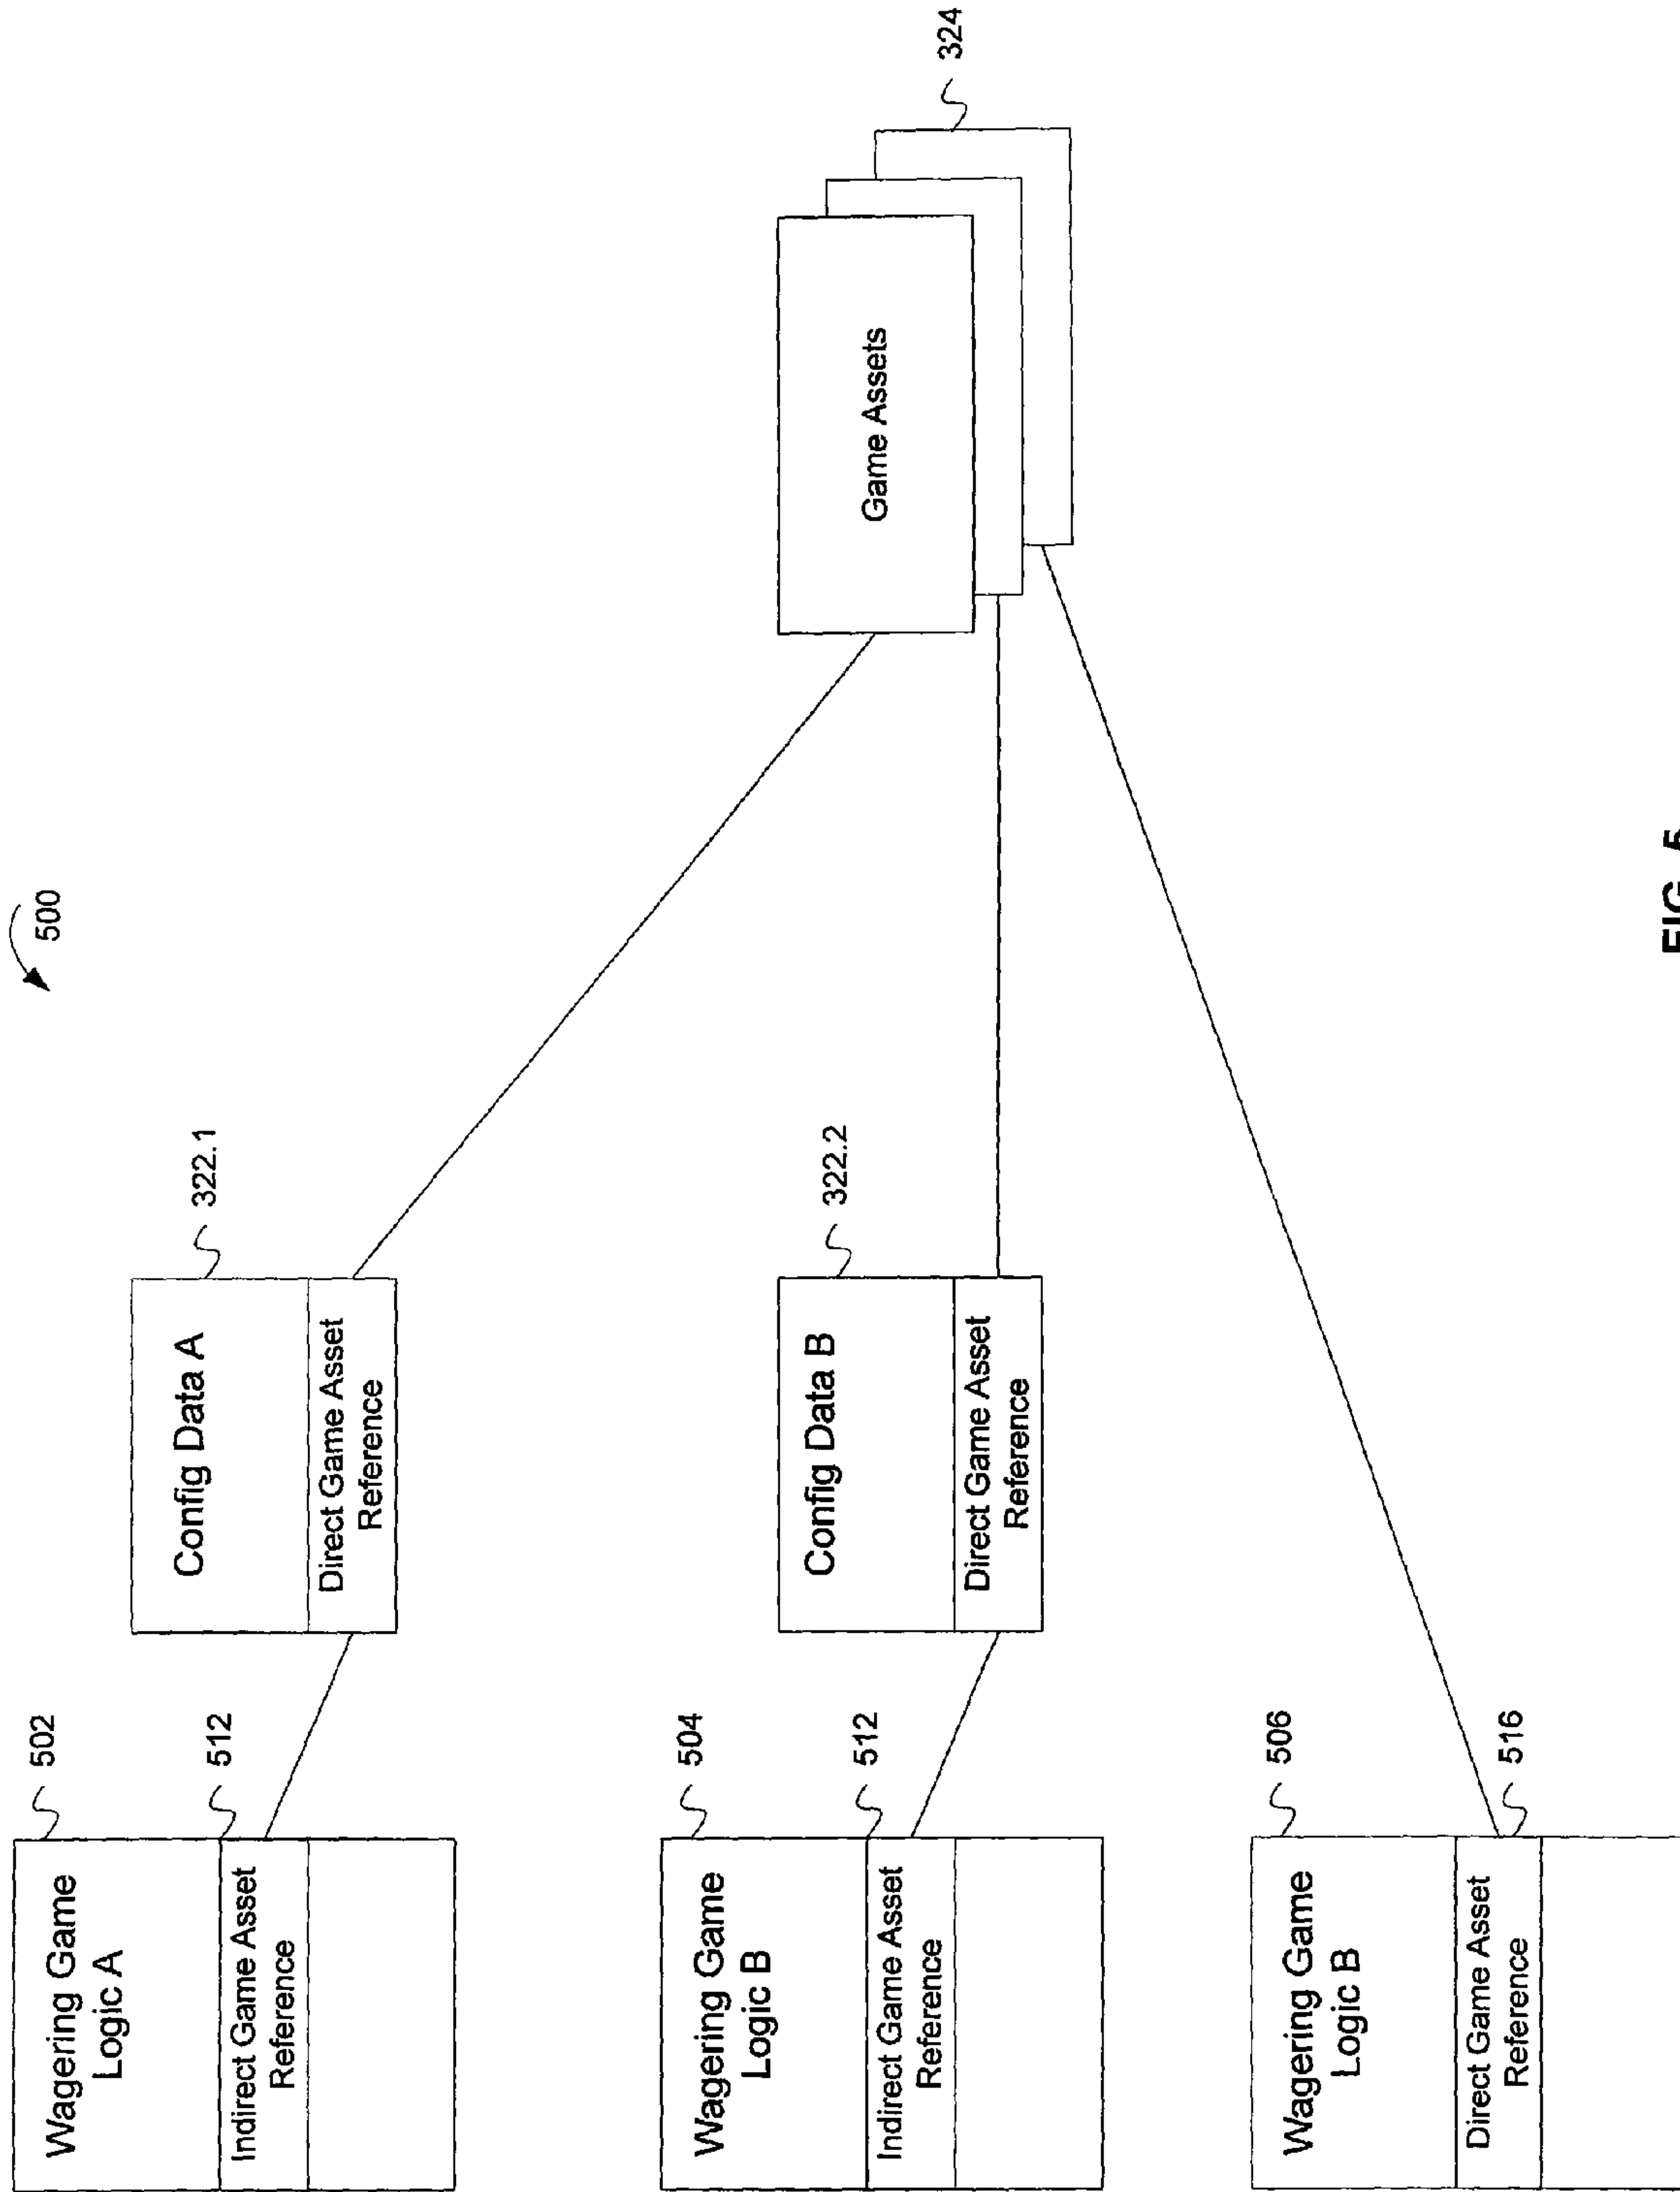 500
Wagering Game
Logic A
502
Indirect Game Asset
Reference
512
Config Data A
322.1
Direct Game Asset
Reference
Wagering Game
Logic B
504
Indirect Game Asset
Reference
512
Config Data B
322.2
Direct Game Asset
Reference
Game Assets
324
Wagering Game
Logic B
506
Direct Game Asset
Reference
516
FIG. 5